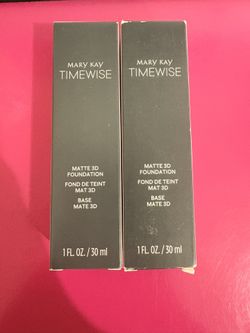 MARY KAY
TIMEWISE
MATTE 3D
FOUNDATION
FOND DE TEINT
MAT 3D
BASE
MATE 3D
1 FL. OZ. / 30 ml
MARY KAY
TIMEWISE
MATTE 3D
FOUNDATION
FOND DE TEINT
MAT 3D
BASE
MATE 3D
1 FL. OZ. / 30 ml